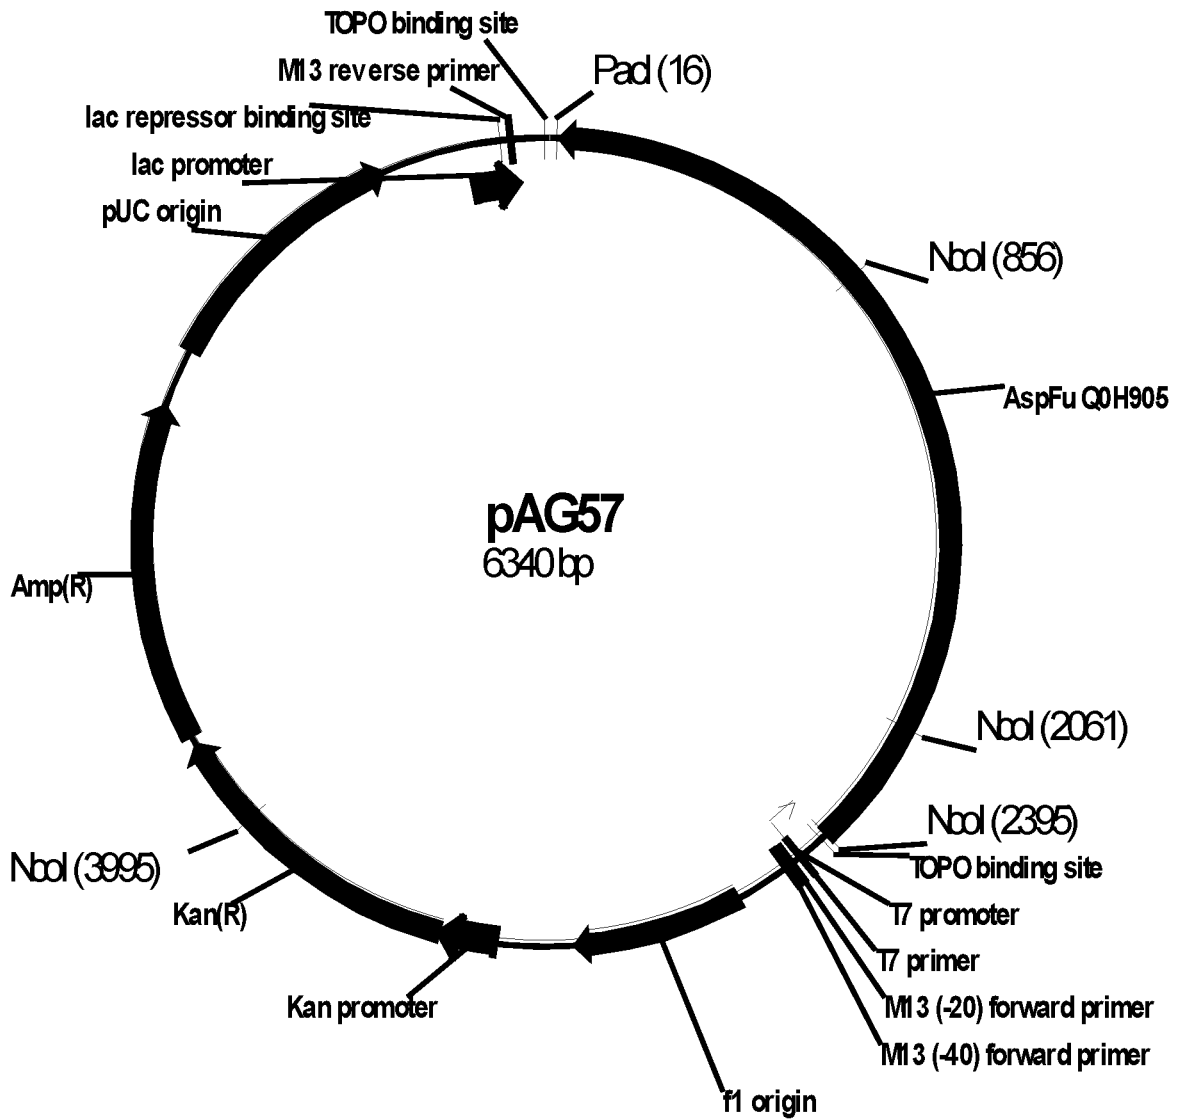 TOPO binding site
M13 reverse primer
PacI (16)
lac repressor binding site
lac promoter
pUC origin
NcoI (856)
AspFu Q0H905
pAG57
6340 bp
Amp(R)
NcoI (2061)
NcoI (2395)
TOPO binding site
NcoI (3995)
Kan(R)
T7 promoter
T7 primer
Kan promoter
M13 (-20) forward primer
M13 (-40) forward primer
f1 origin